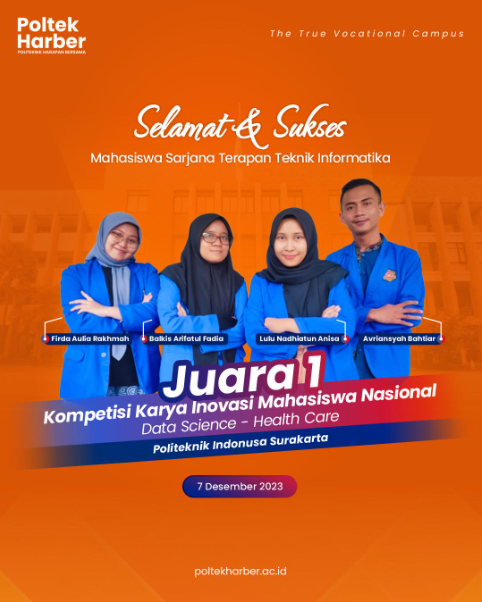 Poltek
Harber
POLITEKNIK HARAPAN BERSAMA
The True Vocational Campus
Selamat & Sukses
Mahasiswa Sarjana Terapan Teknik Informatika
Firda Aulia Rakhmah
Balkis Arifatul Fadia
Lulu Nadhiatun Anisa
Avriansyah Bahtiar
Juara 1
Kompetisi Karya Inovasi Mahasiswa Nasional
Data Science - Health Care
Politeknik Indonusa Surakarta
7 Desember 2023
poltekharber.ac.id